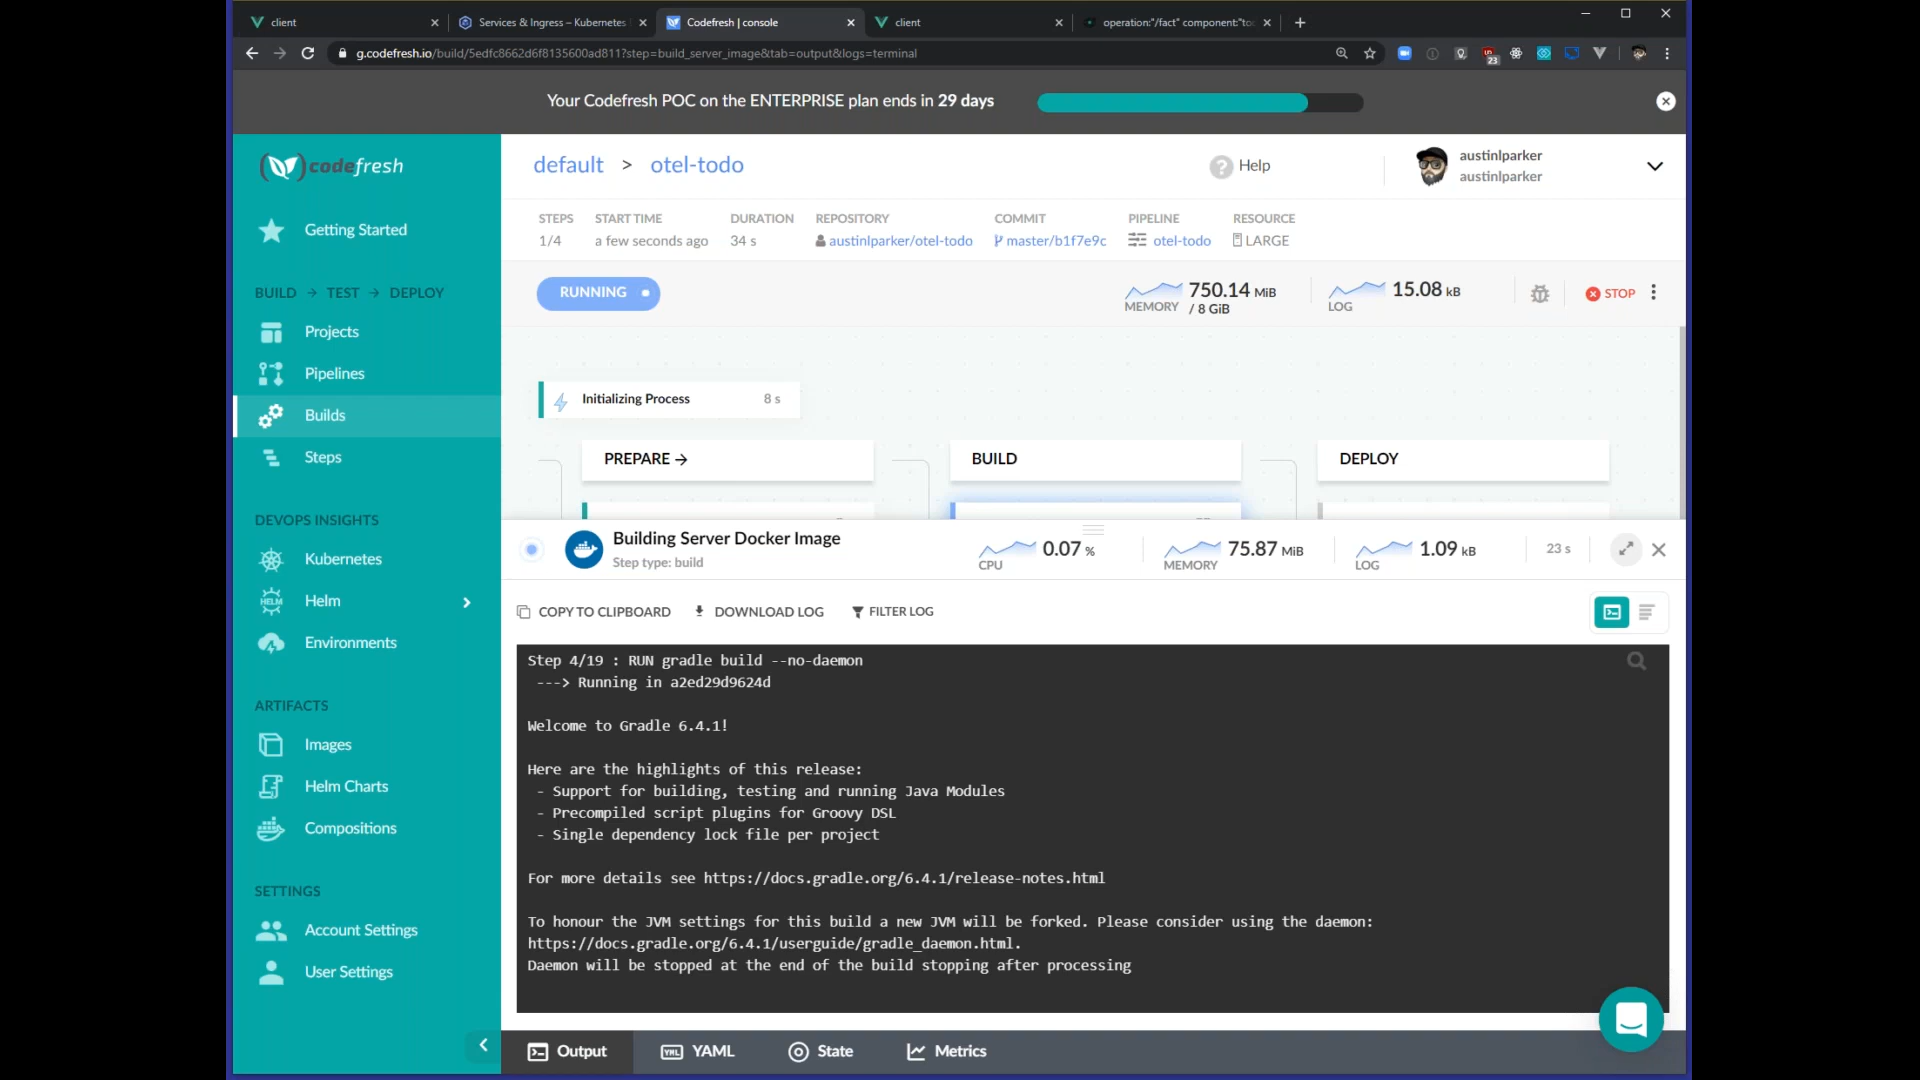 client
Services & Ingress – Kubernetes
Codefresh | console
client
operation:"/fact" component:"to
g.codefresh.io/build/5edfc8662d6f8135600ad811?step=build_server_image&tab=output&logs=terminal
23
Your Codefresh POC on the ENTERPRISE plan ends in 29 days
codefresh
default > otel-todo
Help
austinlparker
austinlparker
Getting Started
STEPS
START TIME
DURATION
REPOSITORY
COMMIT
PIPELINE
RESOURCE
1/4
a few seconds ago
34 s
austinlparker/otel-todo
master/b1f7e9c
otel-todo
LARGE
BUILD → TEST → DEPLOY
RUNNING
MEMORY
750.14 MiB
/ 8 GiB
LOG
15.08 kB
STOP
Projects
Pipelines
Builds
Steps
Initializing Process
8 s
PREPARE →
BUILD
DEPLOY
DEVOPS INSIGHTS
Kubernetes
HELM
Helm
Environments
Building Server Docker Image
Step type: build
CPU
0.07 %
MEMORY
75.87 MiB
LOG
1.09 kB
23 s
COPY TO CLIPBOARD
DOWNLOAD LOG
FILTER LOG
ARTIFACTS
Images
Helm Charts
Compositions
SETTINGS
Account Settings
User Settings
Step 4/19 : RUN gradle build --no-daemon
---> Running in a2ed29d9624d
Welcome to Gradle 6.4.1!
Here are the highlights of this release:
- Support for building, testing and running Java Modules
- Precompiled script plugins for Groovy DSL
- Single dependency lock file per project
For more details see https://docs.gradle.org/6.4.1/release-notes.html
To honour the JVM settings for this build a new JVM will be forked. Please consider using the daemon:
https://docs.gradle.org/6.4.1/userguide/gradle_daemon.html.
Daemon will be stopped at the end of the build stopping after processing
Output
YML
YAML
State
Metrics